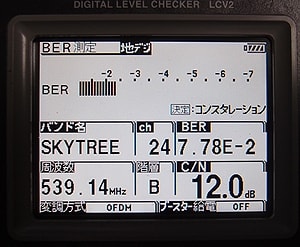 DIGITAL LEVEL CHECKER LCV2
BER測定 地デジ
-2 -3 -4 -5 -6 -7
BER
決定:コンスタレーション
バンド名 ch BER
SKYTREE 24 7.78E-2
周波数 階層 C/N
539.14MHz B 12.0dB
変調方式 OFDM ブースター給電 OFF